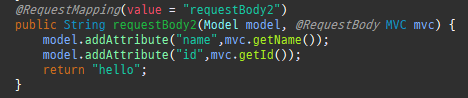 @RequestMapping(value = "requestBody2")
public String requestBody2(Model model, @RequestBody MVC mvc) {
    model.addAttribute("name",mvc.getName());
    model.addAttribute("id",mvc.getId());
    return "hello";
}